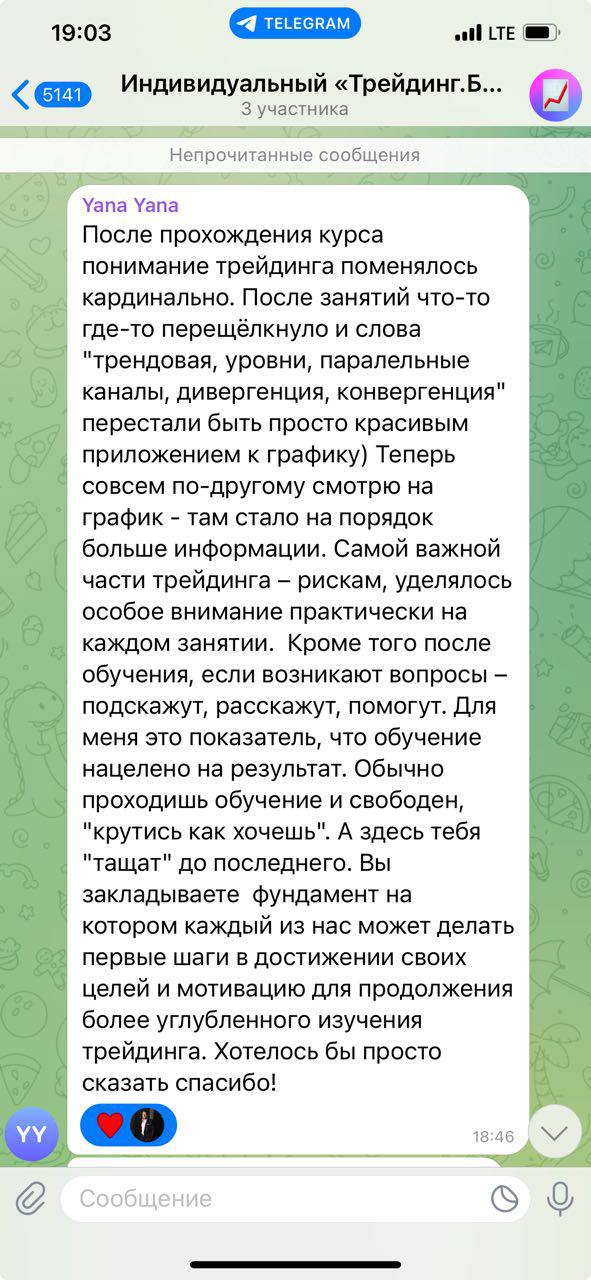 19:03
TELEGRAM
LTE
5141
Индивидуальный «Трейдинг.Б...
3 участника
Непрочитанные сообщения
Yana Yana
После прохождения курса
понимание трейдинга поменялось
кардинально. После занятий что-то
где-то перещёлкнуло и слова
"трендовая, уровни, паралельные
каналы, дивергенция, конвергенция"
перестали быть просто красивым
приложением к графику) Теперь
совсем по-другому смотрю на
график - там стало на порядок
больше информации. Самой важной
части трейдинга – рискам, уделялось
особое внимание практически на
каждом занятии.  Кроме того после
обучения, если возникают вопросы –
подскажут, расскажут, помогут. Для
меня это показатель, что обучение
нацелено на результат. Обычно
проходишь обучение и свободен,
"крутись как хочешь". А здесь тебя
"тащат" до последнего. Вы
закладываете  фундамент на
котором каждый из нас может делать
первые шаги в достижении своих
целей и мотивацию для продолжения
более углубленного изучения
трейдинга. Хотелось бы просто
сказать спасибо!
YY
18:46
Сообщение